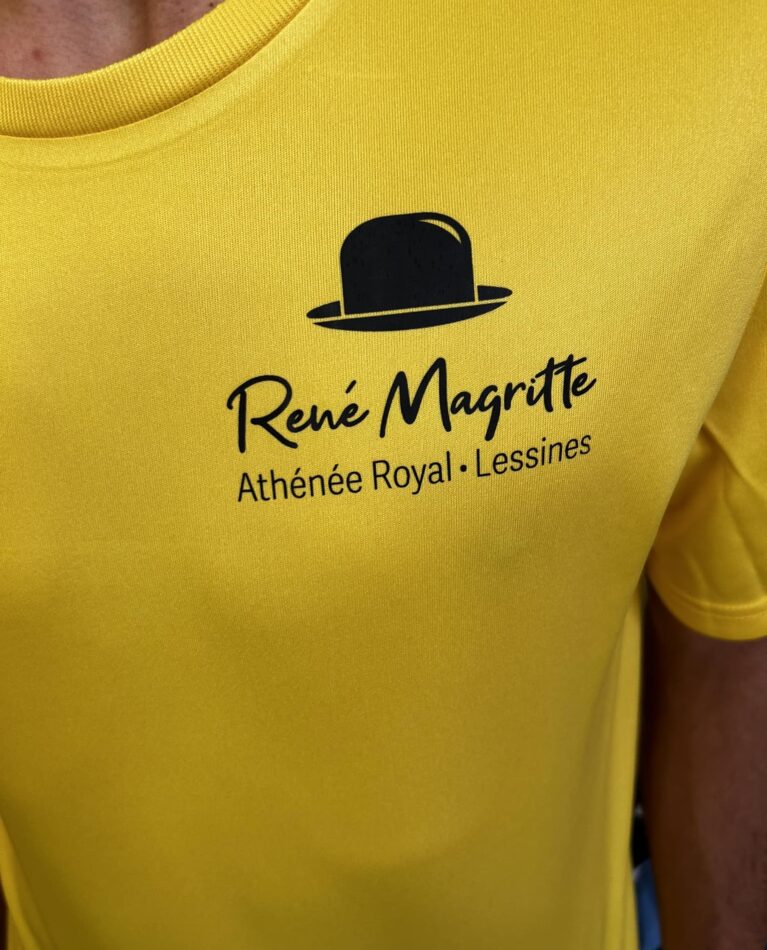 René Magritte
Athénée Royal • Lessines